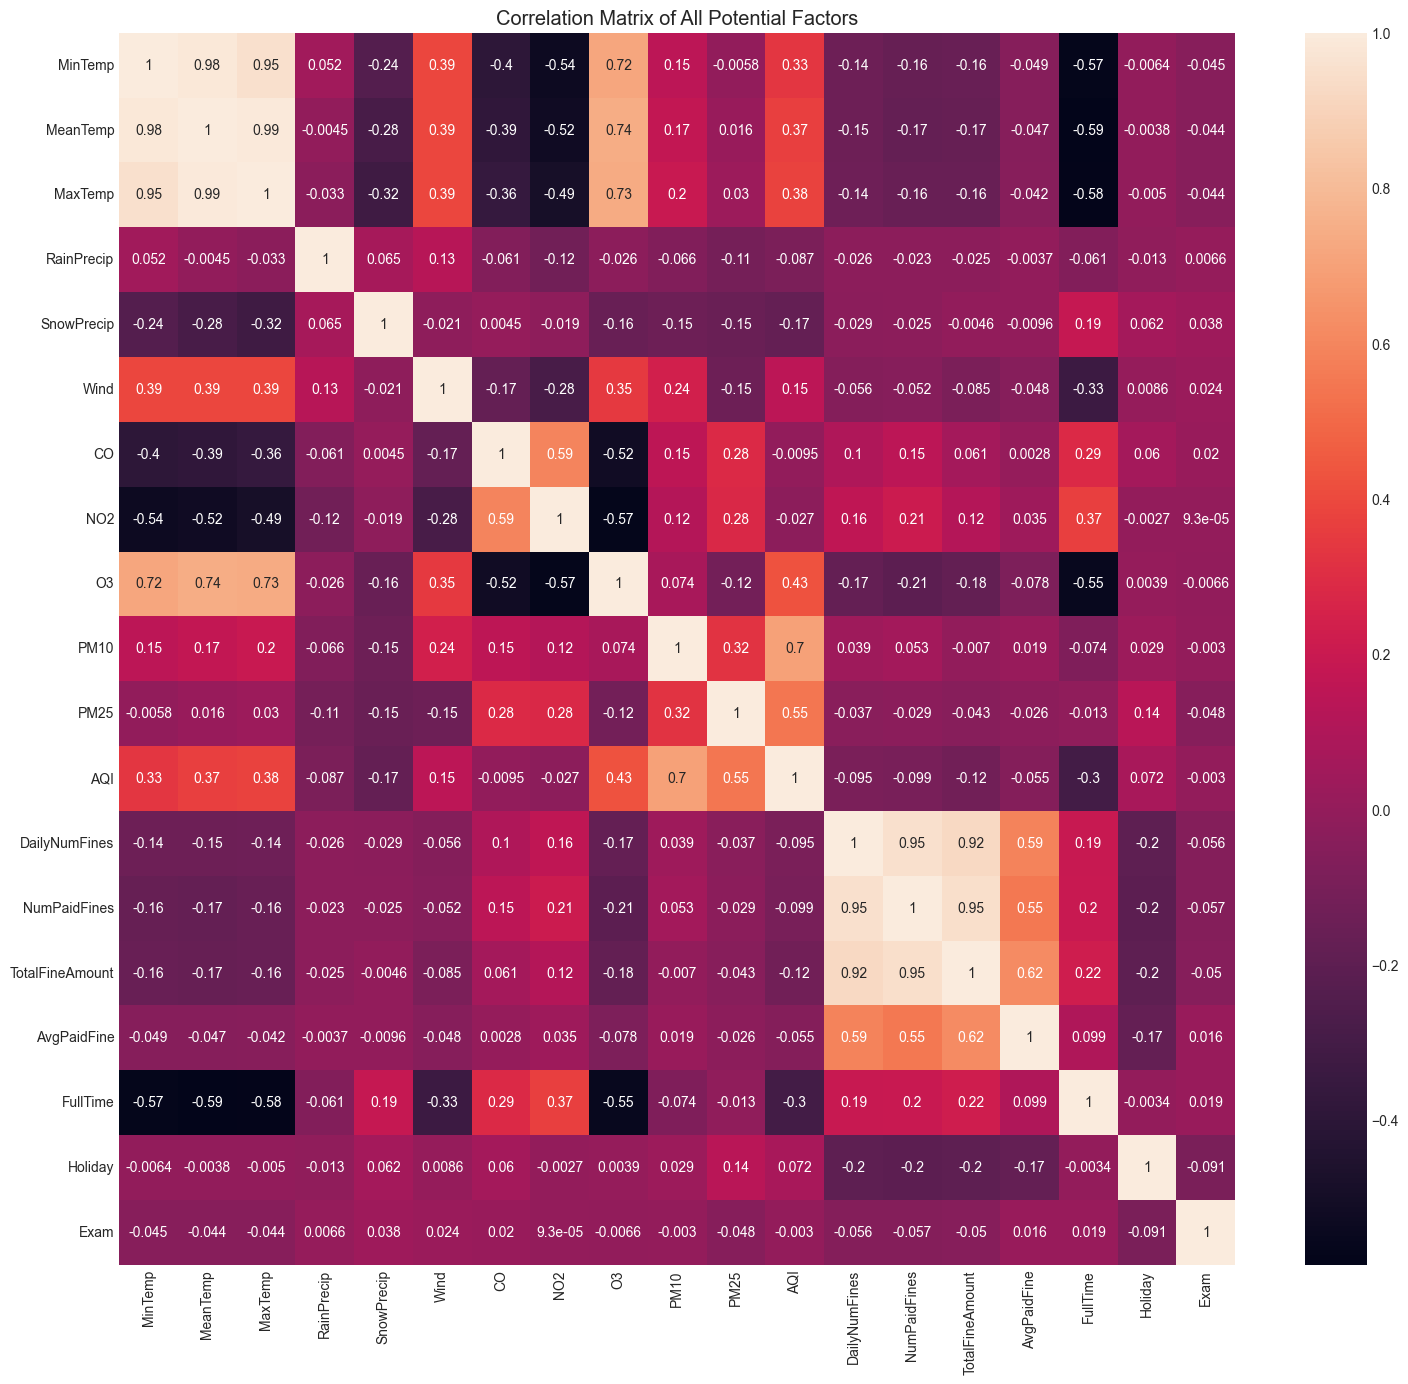 Correlation Matrix of All Potential Factors
MinTemp 1 0.98 0.95 0.052 -0.24 0.39 -0.4 -0.54 0.72 0.15 -0.0058 0.33 -0.14 -0.16 -0.16 -0.049 -0.57 -0.0064 -0.045
MeanTemp 0.98 1 0.99 -0.0045 -0.28 0.39 -0.39 -0.52 0.74 0.17 0.016 0.37 -0.15 -0.17 -0.17 -0.047 -0.59 -0.0038 -0.044
MaxTemp 0.95 0.99 1 -0.033 -0.32 0.39 -0.36 -0.49 0.73 0.2 0.03 0.38 -0.14 -0.16 -0.16 -0.042 -0.58 -0.005 -0.044
RainPrecip 0.052 -0.0045 -0.033 1 0.065 0.13 -0.061 -0.12 -0.026 -0.066 -0.11 -0.087 -0.026 -0.023 -0.025 -0.0037 -0.061 -0.013 0.0066
SnowPrecip -0.24 -0.28 -0.32 0.065 1 -0.021 0.0045 -0.019 -0.16 -0.15 -0.15 -0.17 -0.029 -0.025 -0.0046 -0.0096 0.19 0.062 0.038
Wind 0.39 0.39 0.39 0.13 -0.021 1 -0.17 -0.28 0.35 0.24 -0.15 0.15 -0.056 -0.052 -0.085 -0.048 -0.33 0.0086 0.024
CO -0.4 -0.39 -0.36 -0.061 0.0045 -0.17 1 0.59 -0.52 0.15 0.28 -0.0095 0.1 0.15 0.061 0.0028 0.29 0.06 0.02
NO2 -0.54 -0.52 -0.49 -0.12 -0.019 -0.28 0.59 1 -0.57 0.12 0.28 -0.027 0.16 0.21 0.12 0.035 0.37 -0.0027 9.3e-05
O3 0.72 0.74 0.73 -0.026 -0.16 0.35 -0.52 -0.57 1 0.074 -0.12 0.43 -0.17 -0.21 -0.18 -0.078 -0.55 0.0039 -0.0066
PM10 0.15 0.17 0.2 -0.066 -0.15 0.24 0.15 0.12 0.074 1 0.32 0.7 0.039 0.053 -0.007 0.019 -0.074 0.029 -0.003
PM25 -0.0058 0.016 0.03 -0.11 -0.15 -0.15 0.28 0.28 -0.12 0.32 1 0.55 -0.037 -0.029 -0.043 -0.026 -0.013 0.14 -0.048
AQI 0.33 0.37 0.38 -0.087 -0.17 0.15 -0.0095 -0.027 0.43 0.7 0.55 1 -0.095 -0.099 -0.12 -0.055 -0.3 0.072 -0.003
DailyNumFines -0.14 -0.15 -0.14 -0.026 -0.029 -0.056 0.1 0.16 -0.17 0.039 -0.037 -0.095 1 0.95 0.92 0.59 0.19 -0.2 -0.056
NumPaidFines -0.16 -0.17 -0.16 -0.023 -0.025 -0.052 0.15 0.21 -0.21 0.053 -0.029 -0.099 0.95 1 0.95 0.55 0.2 -0.2 -0.057
TotalFineAmount -0.16 -0.17 -0.16 -0.025 -0.0046 -0.085 0.061 0.12 -0.18 -0.007 -0.043 -0.12 0.92 0.95 1 0.62 0.22 -0.2 -0.05
AvgPaidFine -0.049 -0.047 -0.042 -0.0037 -0.0096 -0.048 0.0028 0.035 -0.078 0.019 -0.026 -0.055 0.59 0.55 0.62 1 0.099 -0.17 0.016
FullTime -0.57 -0.59 -0.58 -0.061 0.19 -0.33 0.29 0.37 -0.55 -0.074 -0.013 -0.3 0.19 0.2 0.22 0.099 1 -0.0034 0.019
Holiday -0.0064 -0.0038 -0.005 -0.013 0.062 0.0086 0.06 -0.0027 0.0039 0.029 0.14 0.072 -0.2 -0.2 -0.2 -0.17 -0.0034 1 -0.091
Exam -0.045 -0.044 -0.044 0.0066 0.038 0.024 0.02 9.3e-05 -0.0066 -0.003 -0.048 -0.003 -0.056 -0.057 -0.05 0.016 0.019 -0.091 1
MinTemp
MeanTemp
MaxTemp
RainPrecip
SnowPrecip
Wind
CO
NO2
O3
PM10
PM25
AQI
DailyNumFines
NumPaidFines
TotalFineAmount
AvgPaidFine
FullTime
Holiday
Exam
1.0
0.8
0.6
0.4
0.2
0.0
−0.2
−0.4